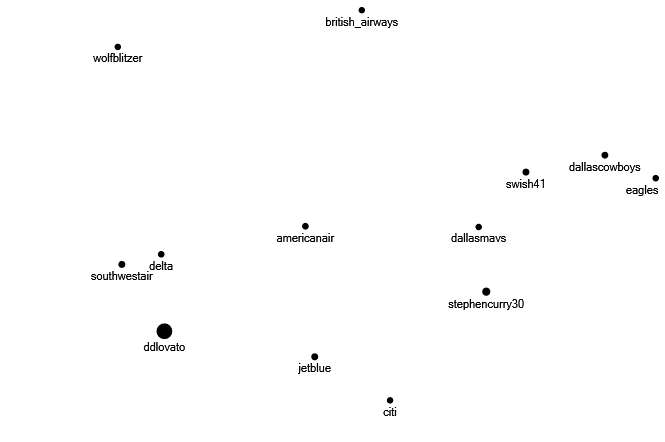 british_airways
wolfblitzer
dallascowboys
swish41
eagles
americanair
dallasmavs
delta
southwestair
stephencurry30
ddlovato
jetblue
citi